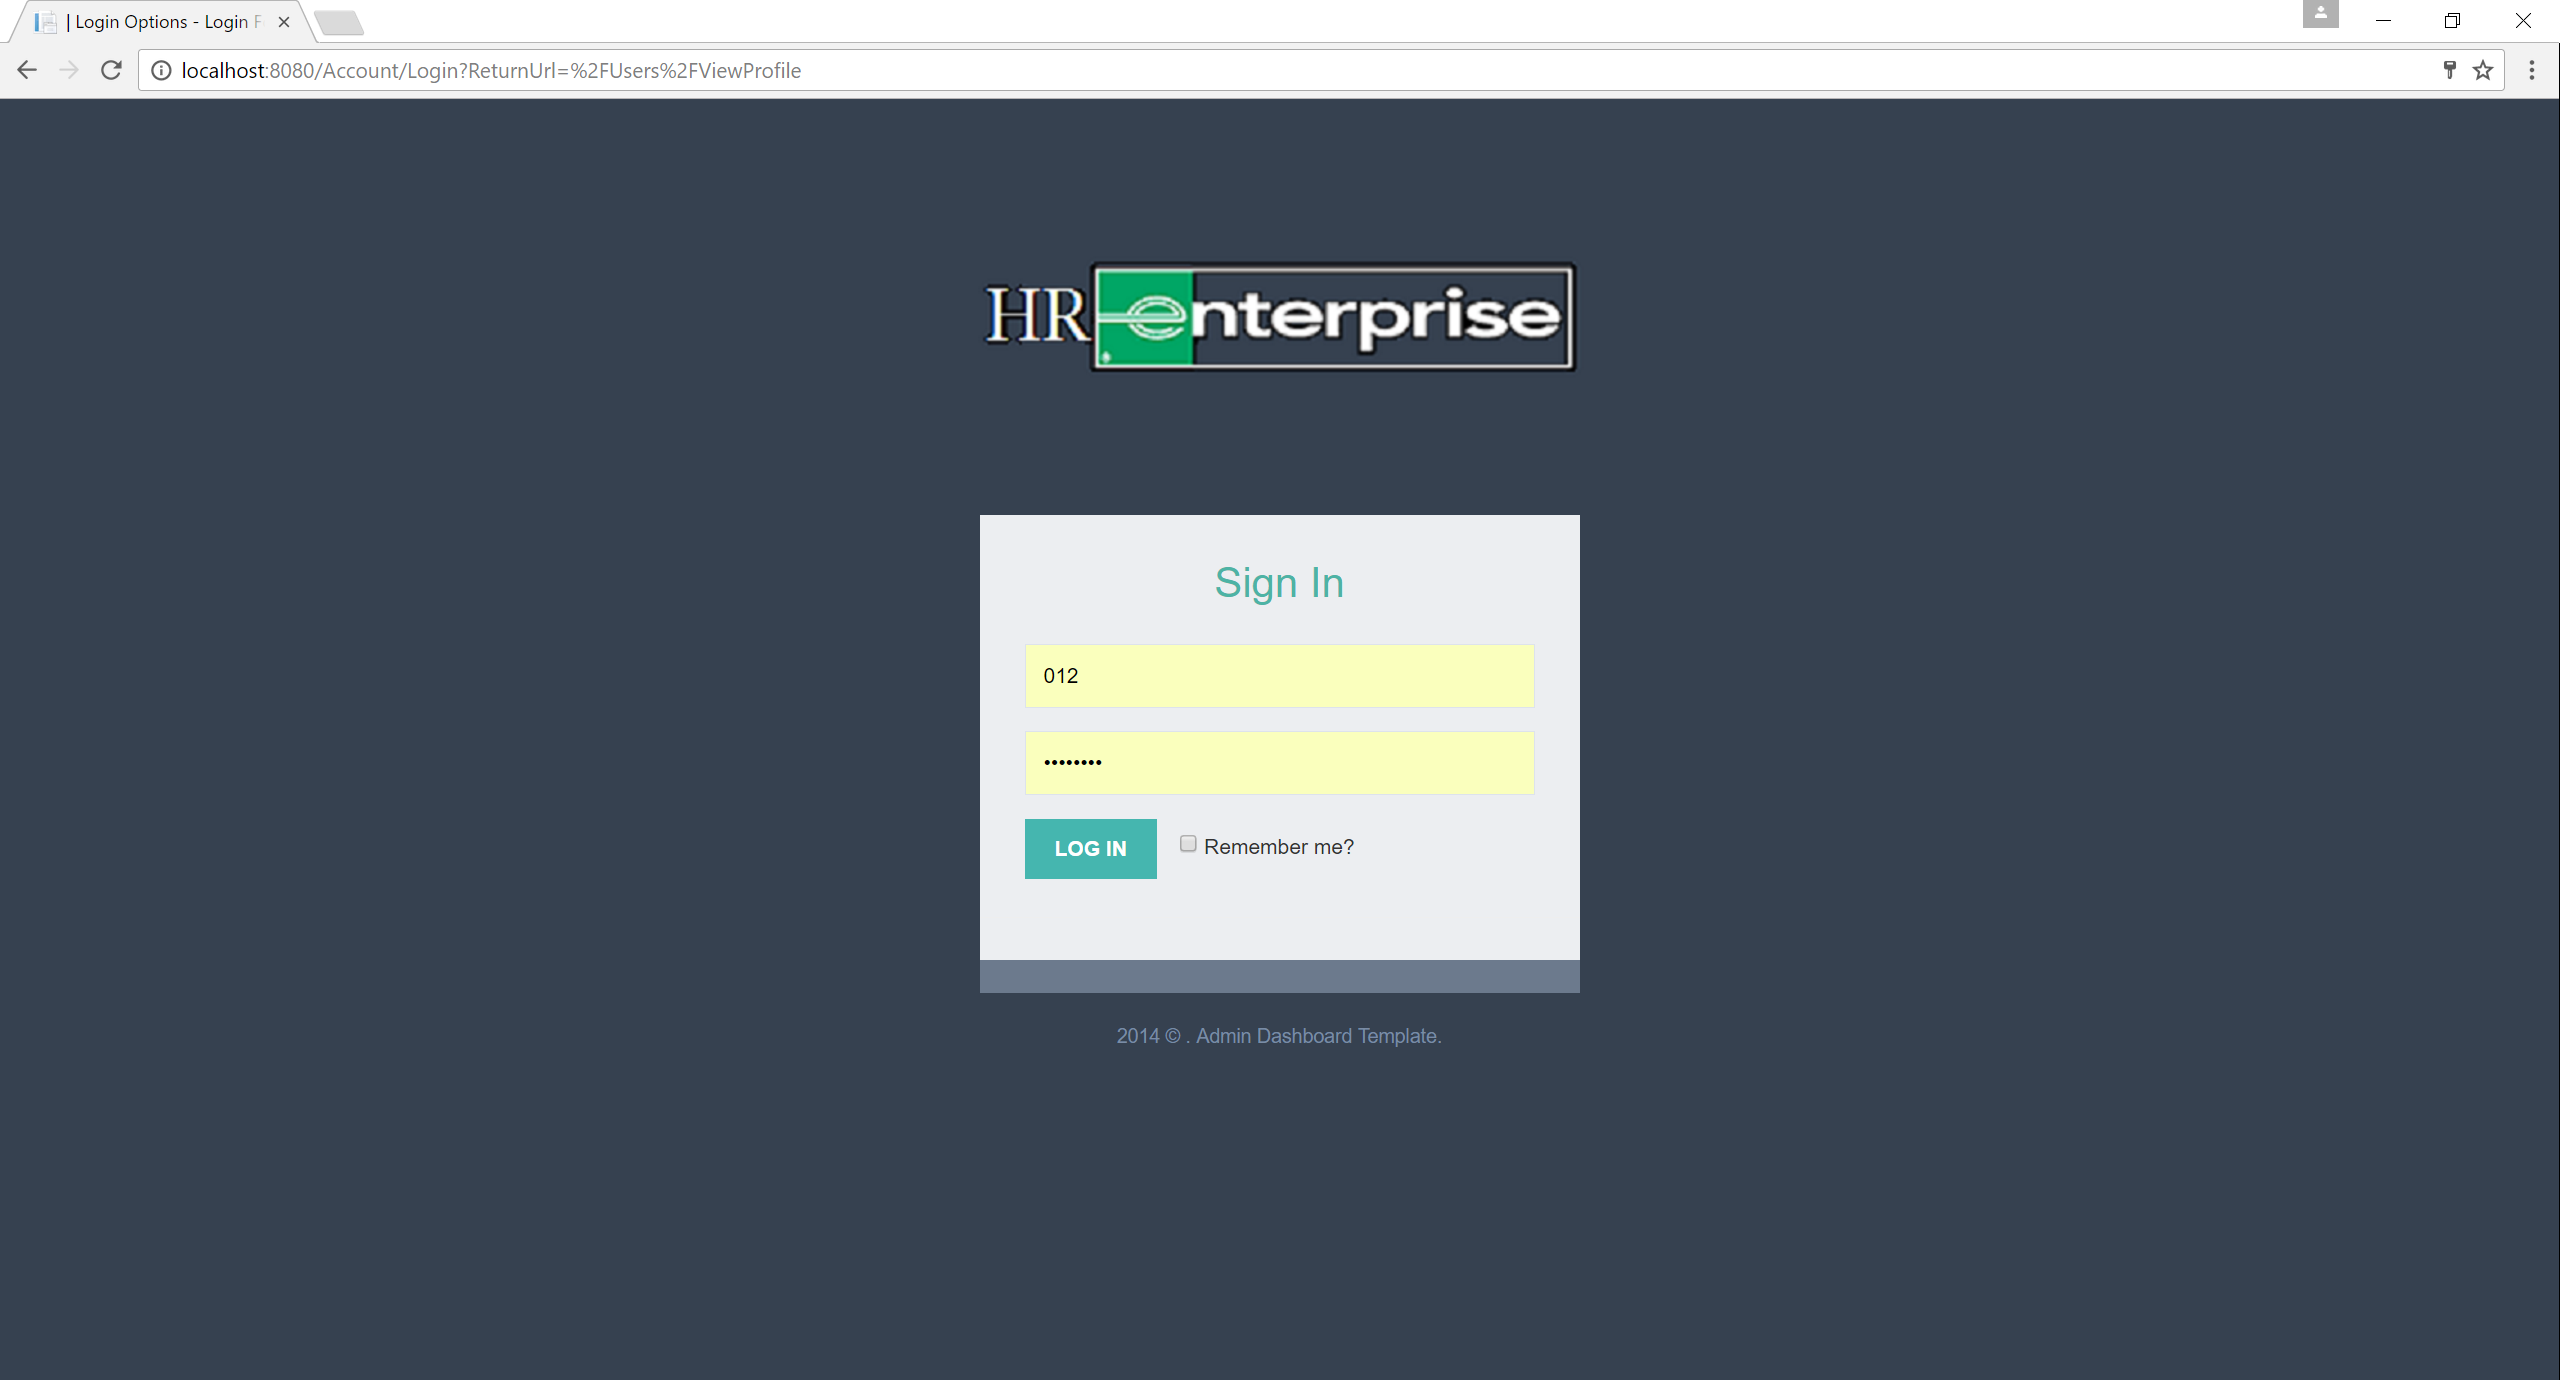 | Login Options - Login F
localhost:8080/Account/Login?ReturnUrl=%2FUsers%2FViewProfile
HR enterprise
Sign In
012
••••••••
LOG IN Remember me?
2014 © . Admin Dashboard Template.